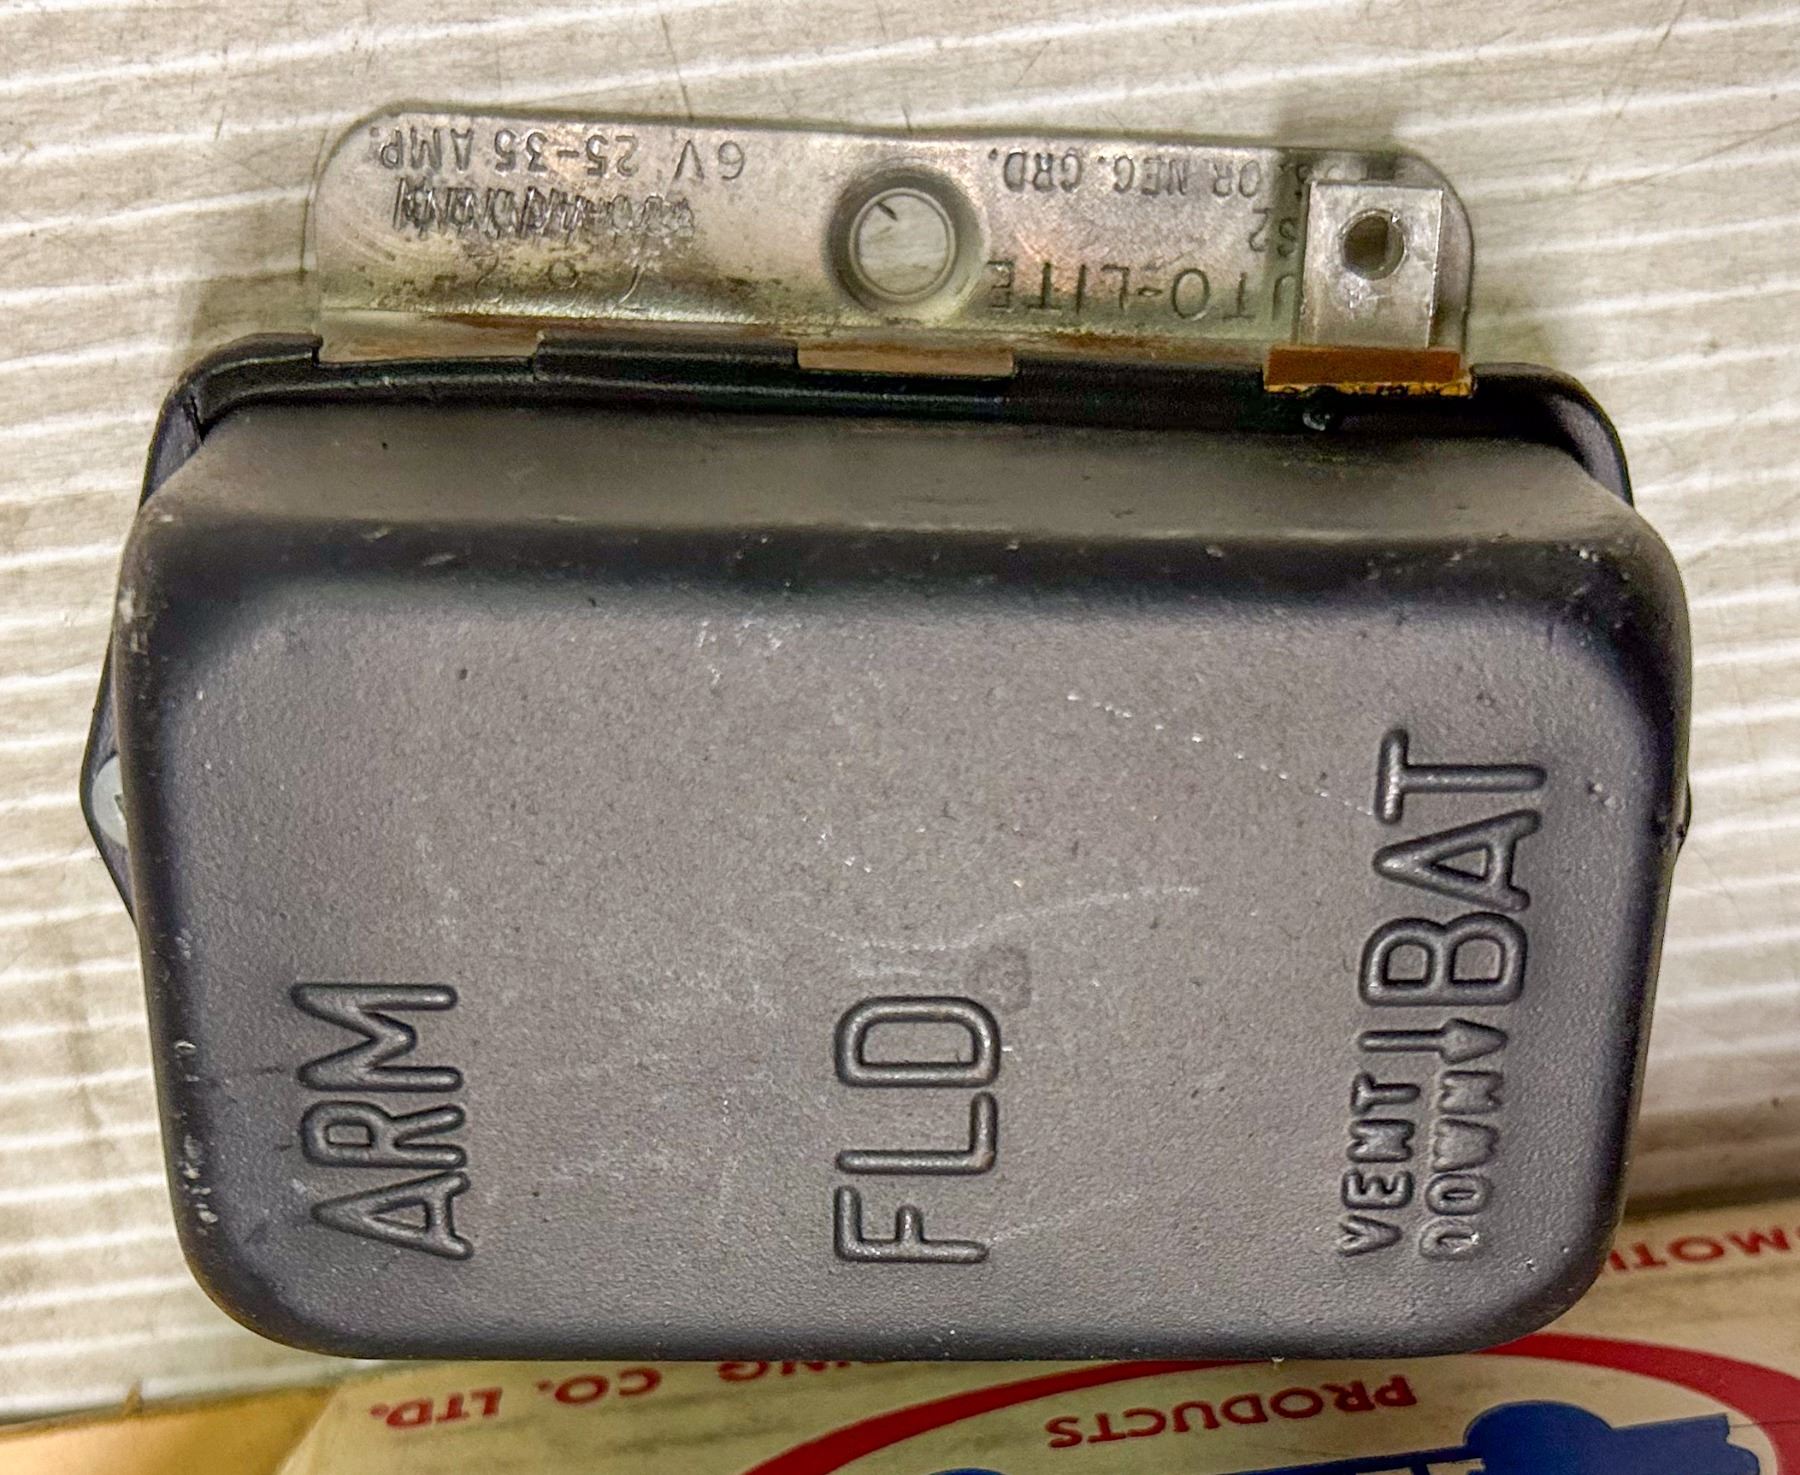 6V. 25-35 AMP.
OR NEG. GRD.
UTO-LITE
ARM
FLD
BAT
VENT
DOWN
CO. LTD.
PRODUCTS